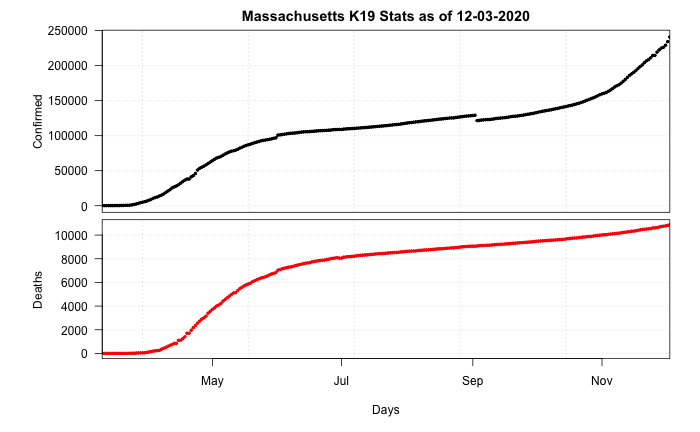 Massachusetts K19 Stats as of 12-03-2020
Confirmed
250000
200000
150000
100000
50000
0
Deaths
10000
8000
6000
4000
2000
0
May Jul Sep Nov
Days